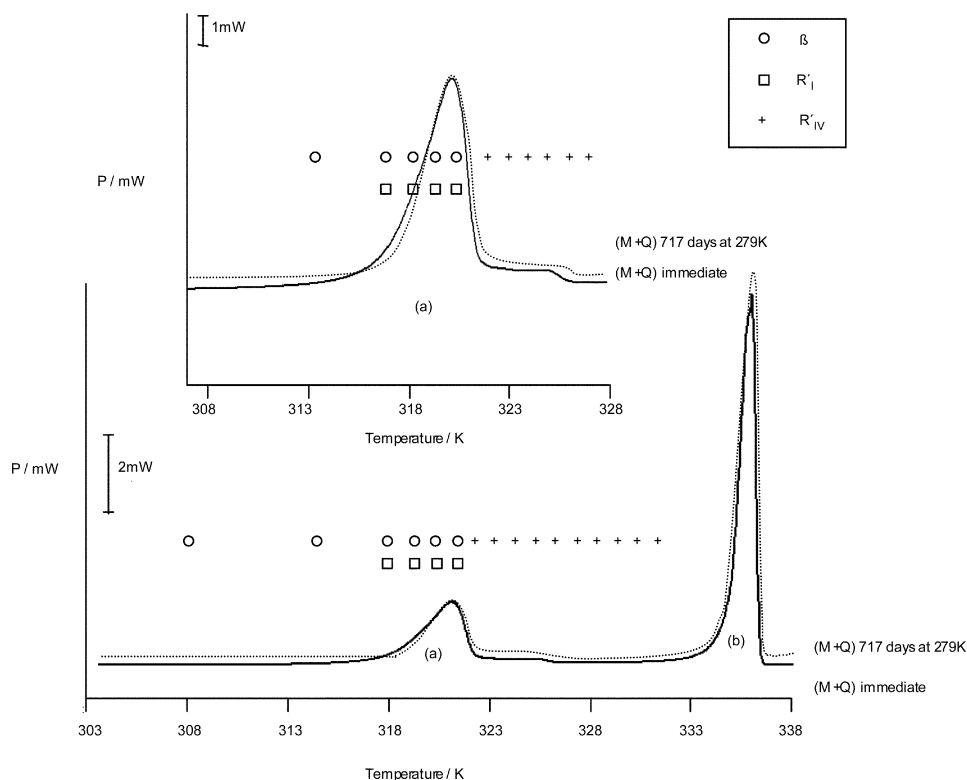 1mW
ß
R´I
R´IV
P / mW
(M +Q) 717 days at 279K
(M +Q) immediate
(a)
308 313 318 323 328
Temperature / K
P / mW
2mW
(a)
(b)
(M +Q) 717 days at 279K
(M +Q) immediate
303 308 313 318 323 328 333 338
Temperature / K